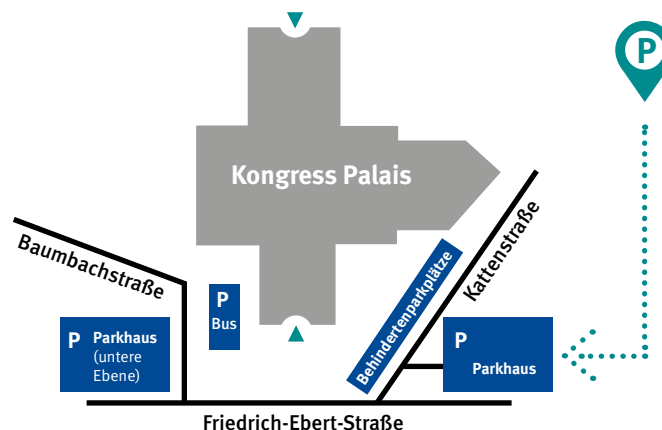 P
Kongress Palais
Baumbachstraße
Kattenstraße
Behindertenparkplätze
P
Bus
P Parkhaus
(untere
Ebene)
P
Parkhaus
Friedrich-Ebert-Straße